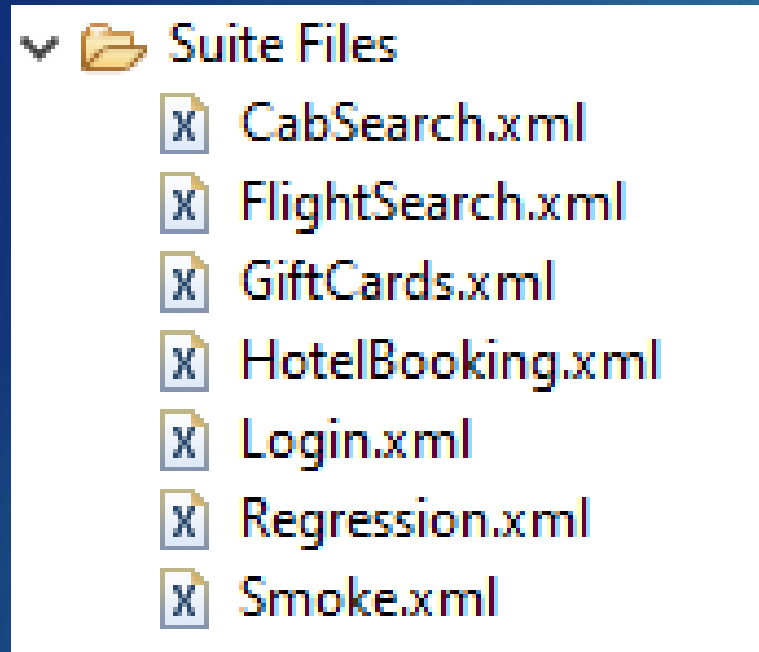 Suite Files
CabSearch.xml
FlightSearch.xml
GiftCards.xml
HotelBooking.xml
Login.xml
Regression.xml
Smoke.xml